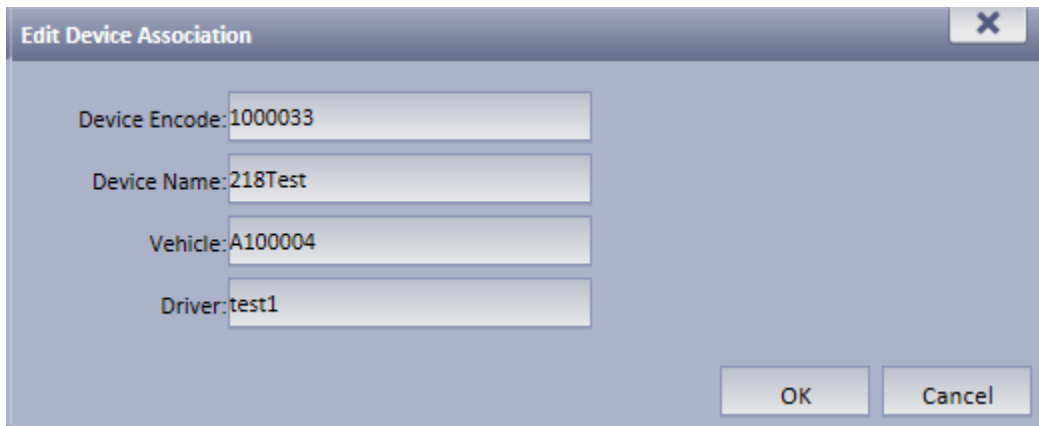 Edit Device Association
Device Encode: 1000033
Device Name: 218Test
Vehicle: A100004
Driver: test1
OK Cancel